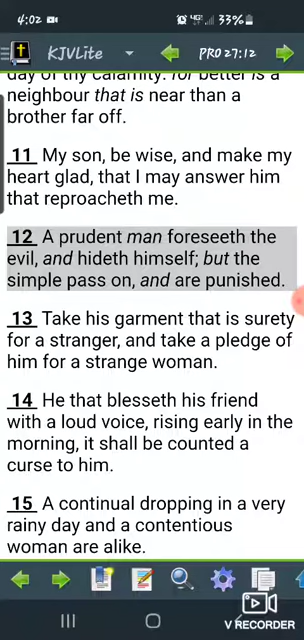 4:02
33%
KJVLite
PRO 27:12
day of thy calamity: for better is a
neighbour that is near than a
brother far off.
11 My son, be wise, and make my
heart glad, that I may answer him
that reproacheth me.
12 A prudent man foreseeth the
evil, and hideth himself; but the
simple pass on, and are punished.
13 Take his garment that is surety
for a stranger, and take a pledge of
him for a strange woman.
14 He that blesseth his friend
with a loud voice, rising early in the
morning, it shall be counted a
curse to him.
15 A continual dropping in a very
rainy day and a contentious
woman are alike.
V RECORDER